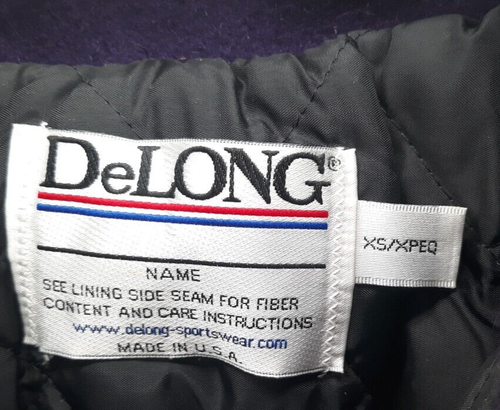 DeLONG®
NAME
SEE LINING SIDE SEAM FOR FIBER
CONTENT AND CARE INSTRUCTIONS
www.delong-sportswear.com
MADE IN U.S.A.
XS/XPEQ